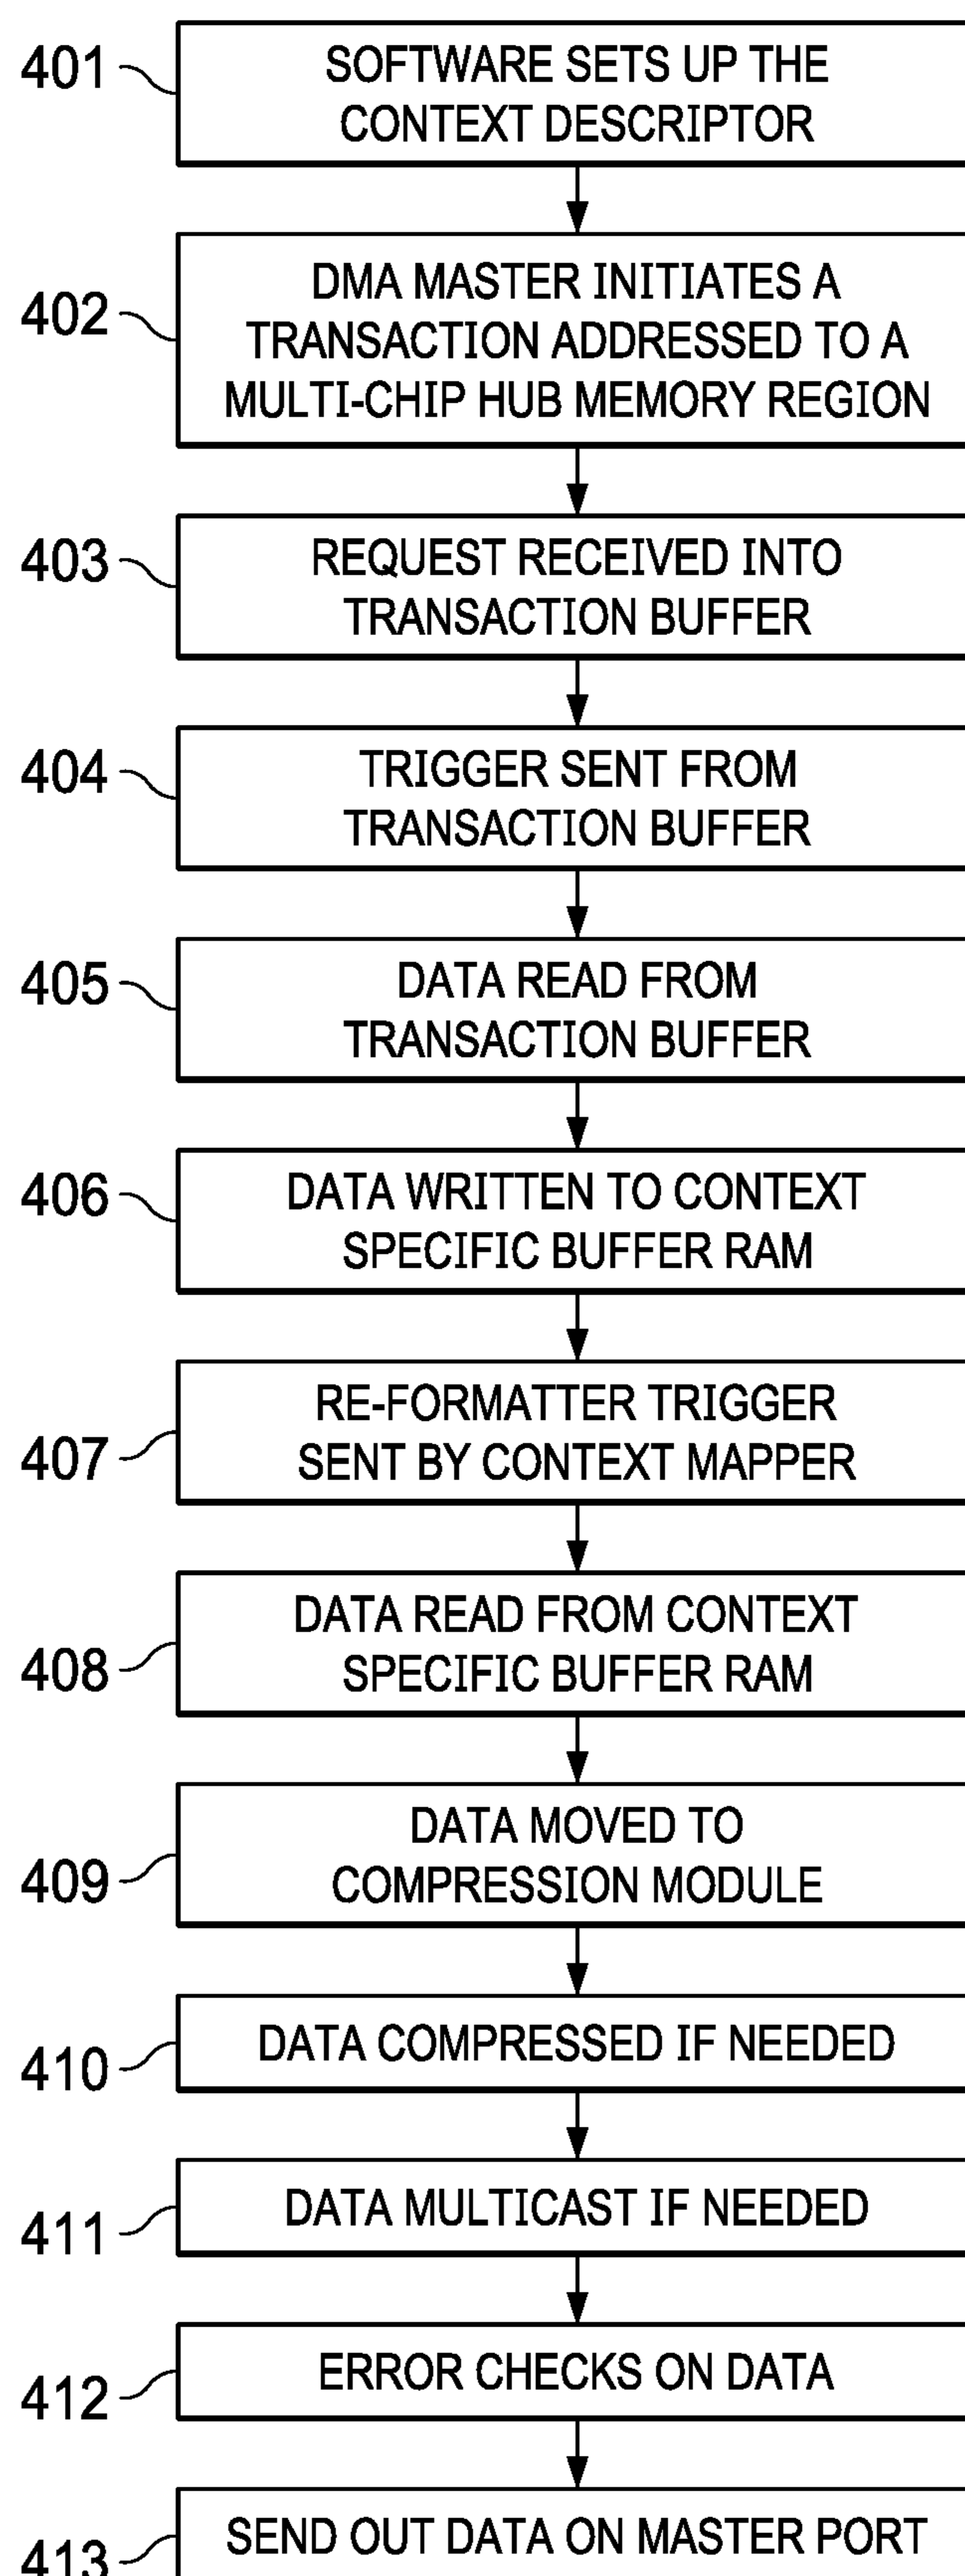 401
SOFTWARE SETS UP THE
CONTEXT DESCRIPTOR
402
DMA MASTER INITIATES A
TRANSACTION ADDRESSED TO A
MULTI-CHIP HUB MEMORY REGION
403
REQUEST RECEIVED INTO
TRANSACTION BUFFER
404
TRIGGER SENT FROM
TRANSACTION BUFFER
405
DATA READ FROM
TRANSACTION BUFFER
406
DATA WRITTEN TO CONTEXT
SPECIFIC BUFFER RAM
407
RE-FORMATTER TRIGGER
SENT BY CONTEXT MAPPER
408
DATA READ FROM CONTEXT
SPECIFIC BUFFER RAM
409
DATA MOVED TO
COMPRESSION MODULE
410
DATA COMPRESSED IF NEEDED
411
DATA MULTICAST IF NEEDED
412
ERROR CHECKS ON DATA
413
SEND OUT DATA ON MASTER PORT